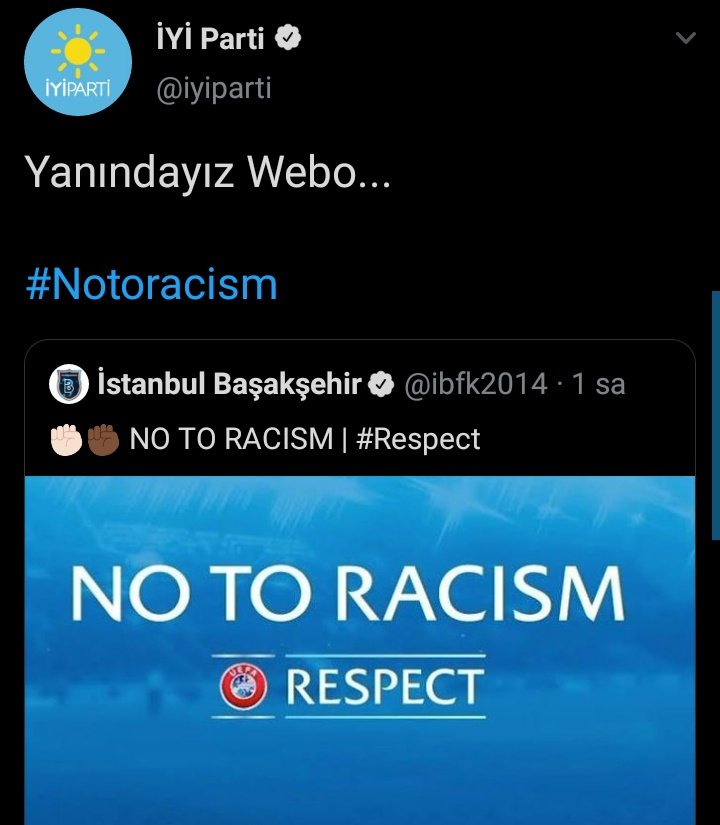 İYİ Parti
@iyiparti
İYİPARTİ
Yanındayız Webo...
#Notoracism
İstanbul Başakşehir @ibfk2014 · 1 sa
✊🏻✊🏾 NO TO RACISM | #Respect
NO TO RACISM
UEFA
RESPECT